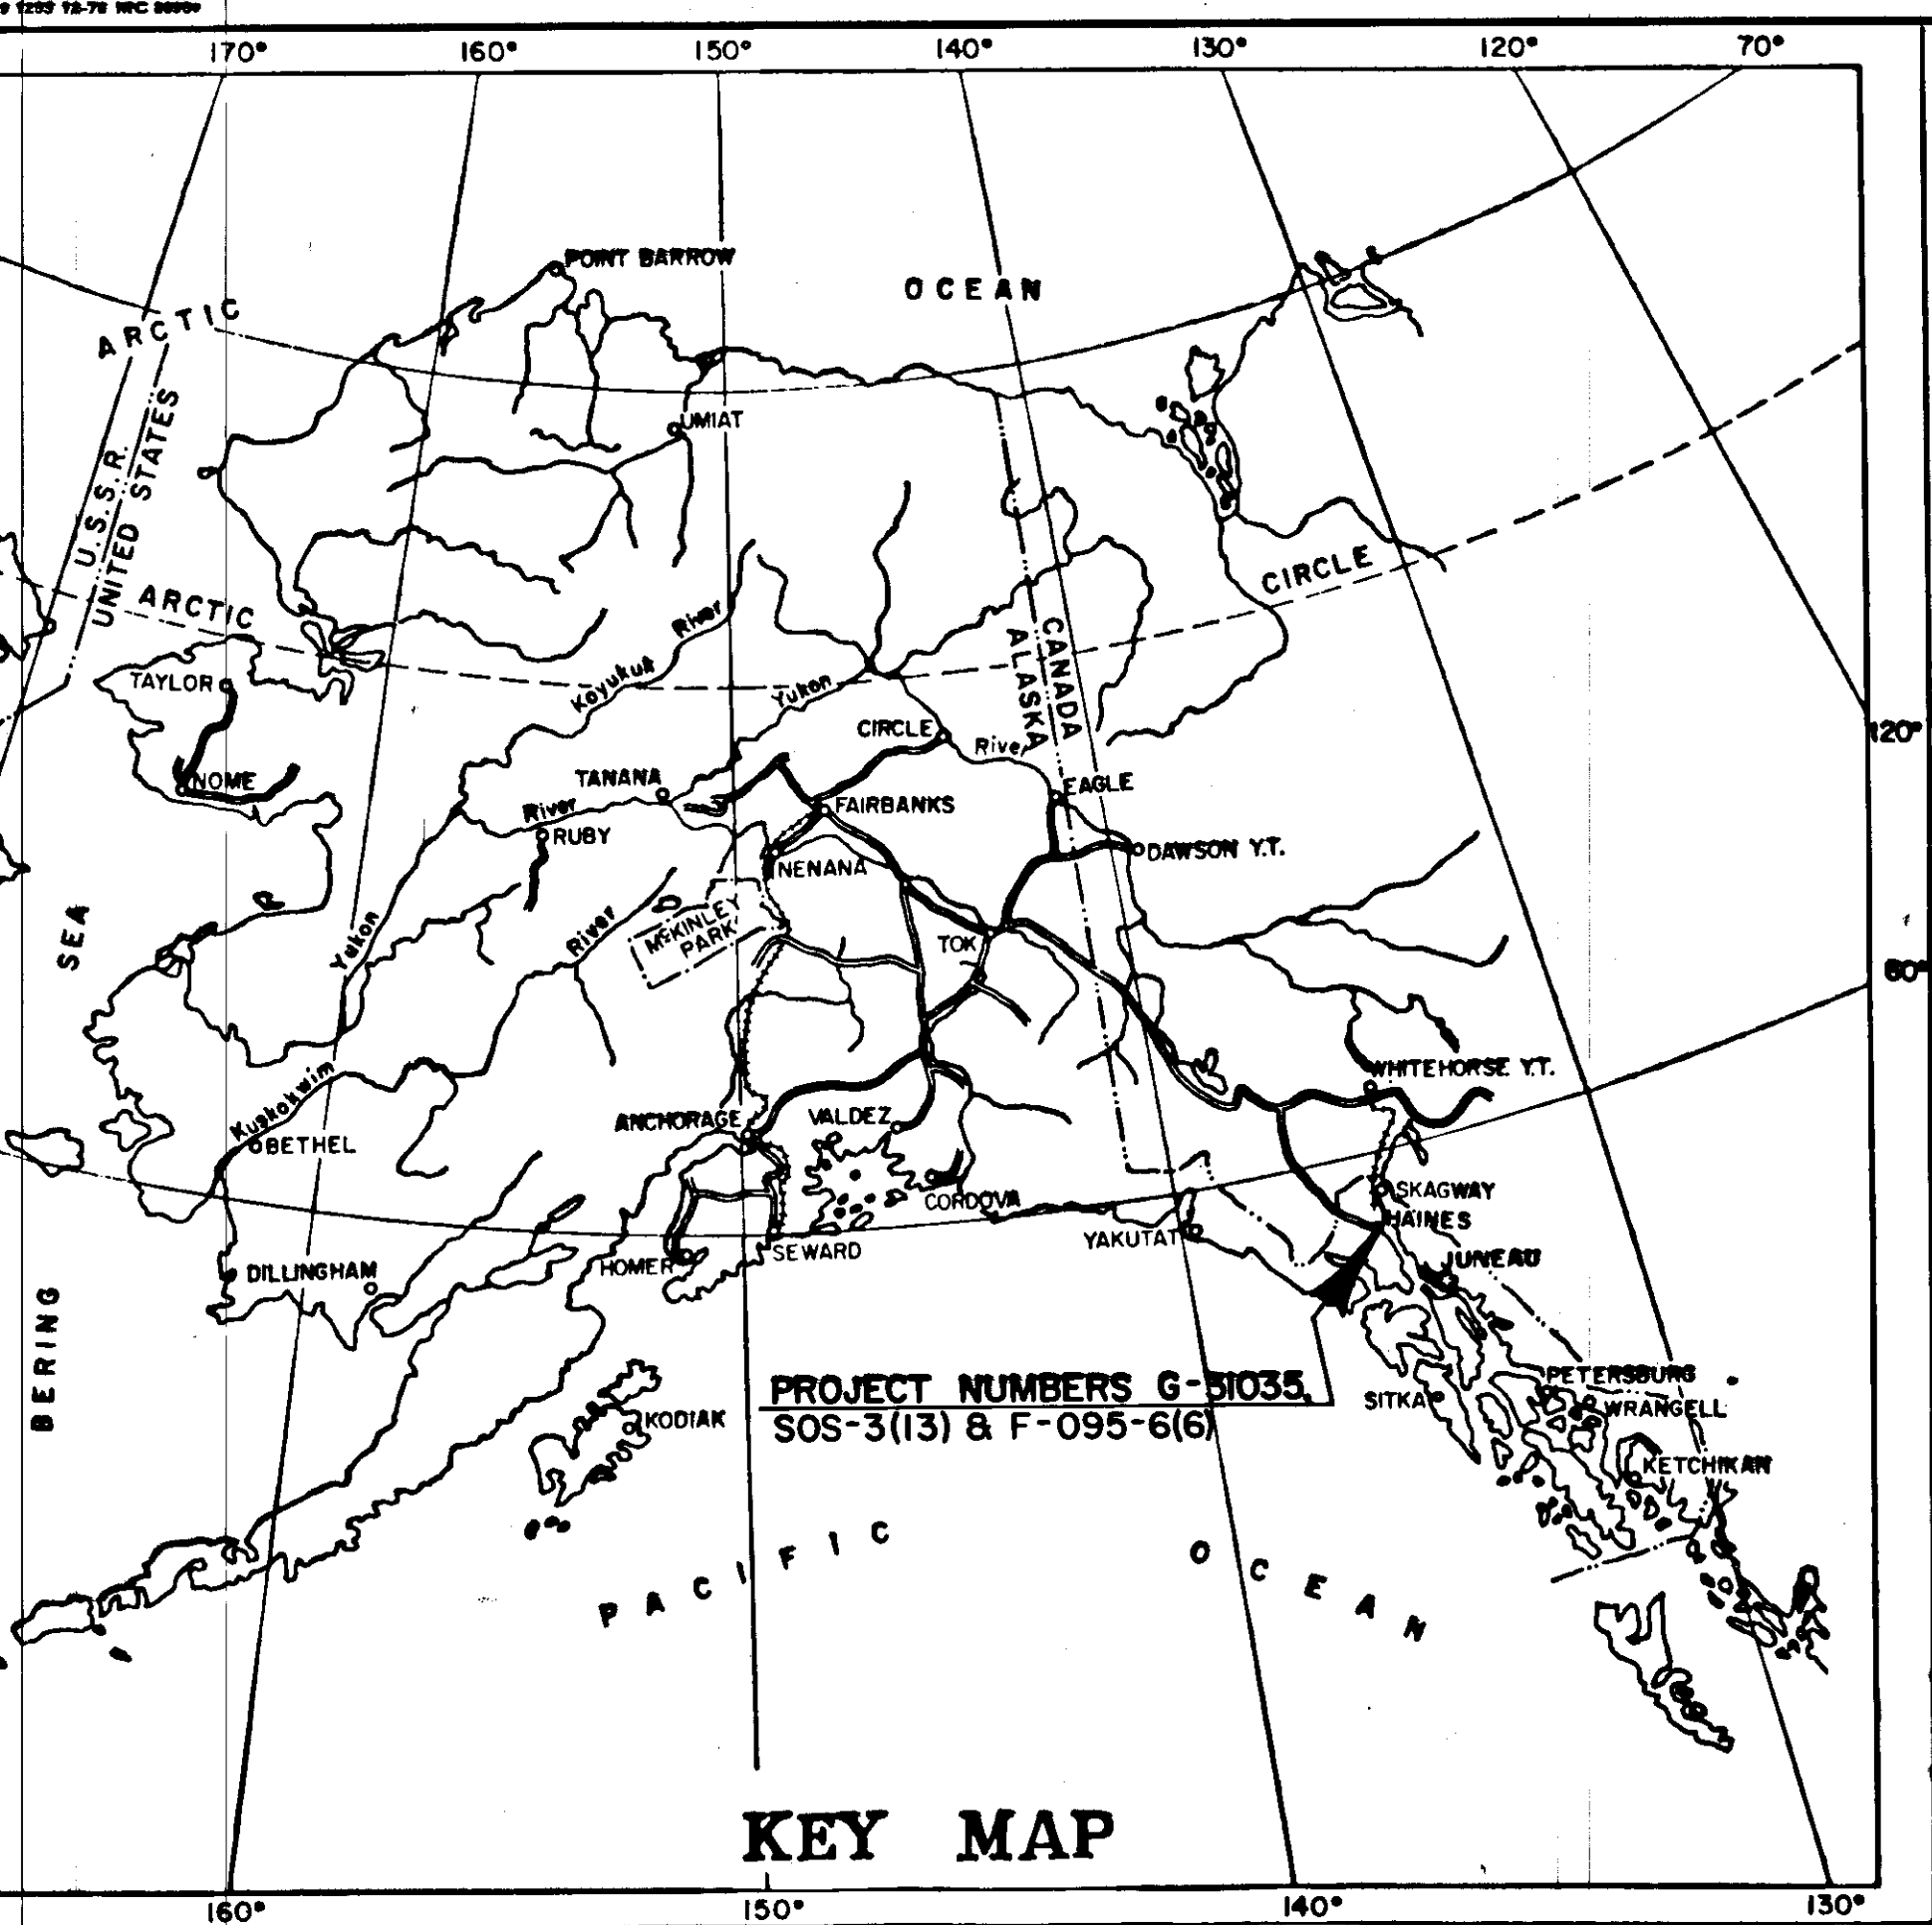 170° 160° 150° 140° 130° 120° 70°
POINT BARROW
OCEAN
ARCTIC
UMIAT
U.S.S.R.
UNITED STATES
ARCTIC
CIRCLE
River
Koyukuk
CANADA
ALASKA
TAYLOR
Yukon
CIRCLE
River
120°
NOME
TANANA
EAGLE
River
FAIRBANKS
RUBY
DAWSON Y.T.
NENANA
R
SEA
Yukon
River
McKINLEY
PARK
TOK
60°
Kuskokwim
WHITEHORSE Y.T.
ANCHORAGE
VALDEZ
BETHEL
SKAGWAY
CORDOVA
HAINES
YAKUTAT
SEWARD
HOMER
JUNEAU
DILLINGHAM
BERING
PETERSBURG
PROJECT NUMBERS G-31035,
SOS-3(13) & F-095-6(6)
SITKA
WRANGELL
KODIAK
KETCHIKAN
PACIFIC
OCEAN
KEY MAP
160° 150° 140° 130°